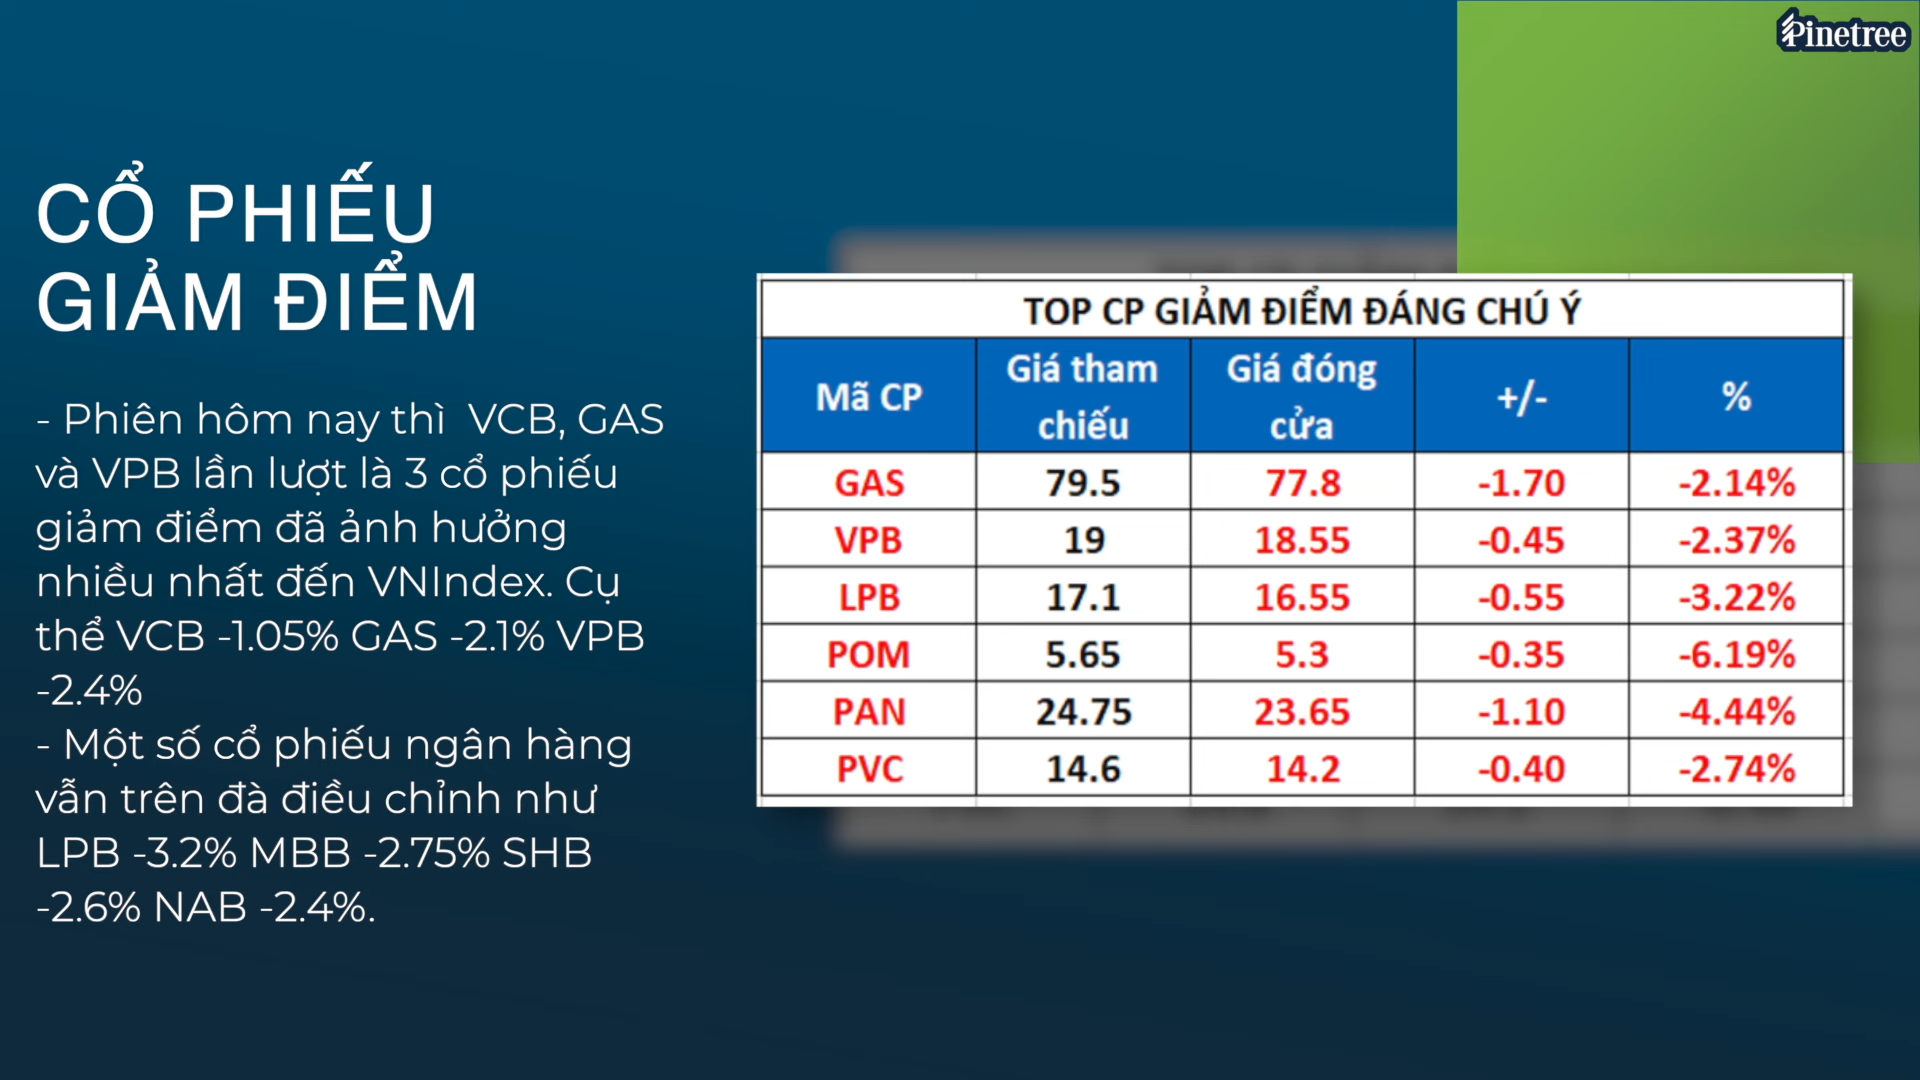 Pinetree
CỔ PHIẾU
GIẢM ĐIỂM
- Phiên hôm nay thì VCB, GAS
và VPB lần lượt là 3 cổ phiếu
giảm điểm đã ảnh hưởng
nhiều nhất đến VNIndex. Cụ
thể VCB -1.05% GAS -2.1% VPB
-2.4%
- Một số cổ phiếu ngân hàng
vẫn trên đà điều chỉnh như
LPB -3.2% MBB -2.75% SHB
-2.6% NAB -2.4%.
TOP CP GIẢM ĐIỂM ĐÁNG CHÚ Ý
Mã CP Giá tham chiếu Giá đóng cửa +/- %
GAS 79.5 77.8 -1.70 -2.14%
VPB 19 18.55 -0.45 -2.37%
LPB 17.1 16.55 -0.55 -3.22%
POM 5.65 5.3 -0.35 -6.19%
PAN 24.75 23.65 -1.10 -4.44%
PVC 14.6 14.2 -0.40 -2.74%